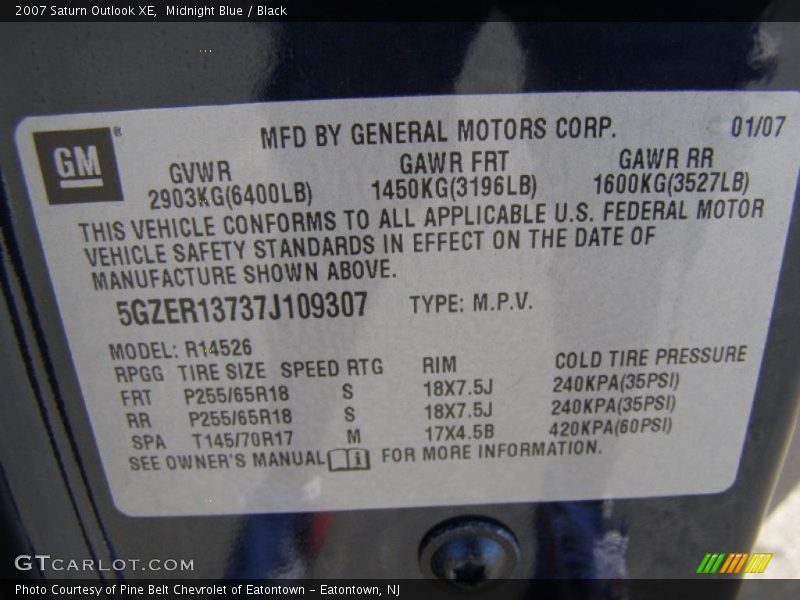 2007 Saturn Outlook XE,  Midnight Blue / Black
GM® MFD BY GENERAL MOTORS CORP. 01/07
GVWR GAWR FRT GAWR RR
2903KG(6400LB) 1450KG(3196LB) 1600KG(3527LB)
THIS VEHICLE CONFORMS TO ALL APPLICABLE U.S. FEDERAL MOTOR
VEHICLE SAFETY STANDARDS IN EFFECT ON THE DATE OF
MANUFACTURE SHOWN ABOVE.
5GZER13737J109307 TYPE: M.P.V.
MODEL: R14526
RPGG TIRE SIZE SPEED RTG RIM COLD TIRE PRESSURE
FRT P255/65R18 S 18X7.5J 240KPA(35PSI)
RR P255/65R18 S 18X7.5J 240KPA(35PSI)
SPA T145/70R17 M 17X4.5B 420KPA(60PSI)
SEE OWNER'S MANUAL i FOR MORE INFORMATION.
GTCARLOT.COM
Photo Courtesy of Pine Belt Chevrolet of Eatontown – Eatontown, NJ